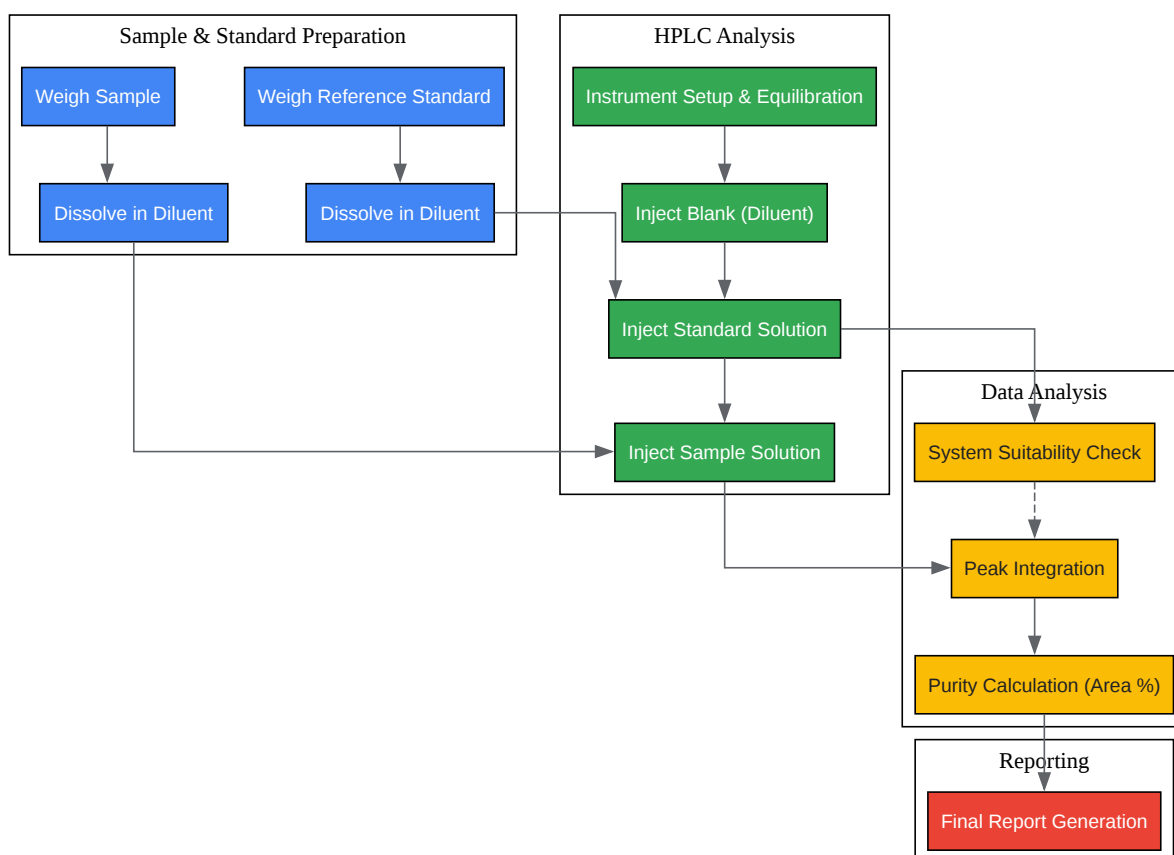 Sample & Standard Preparation
Weigh Sample
Weigh Reference Standard
Dissolve in Diluent
Dissolve in Diluent
HPLC Analysis
Instrument Setup & Equilibration
Inject Blank (Diluent)
Inject Standard Solution
Inject Sample Solution
Data Analysis
System Suitability Check
Peak Integration
Purity Calculation (Area %)
Reporting
Final Report Generation